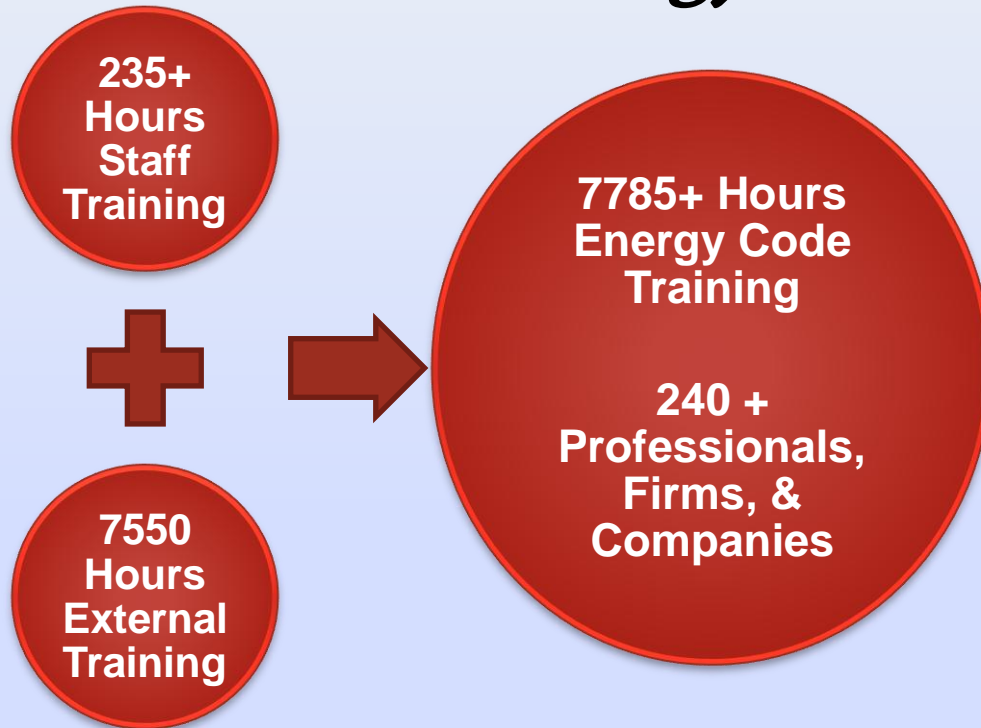 235+
Hours
Staff
Training
7550
Hours
External
Training
7785+ Hours
Energy Code
Training
240 +
Professionals,
Firms, &
Companies